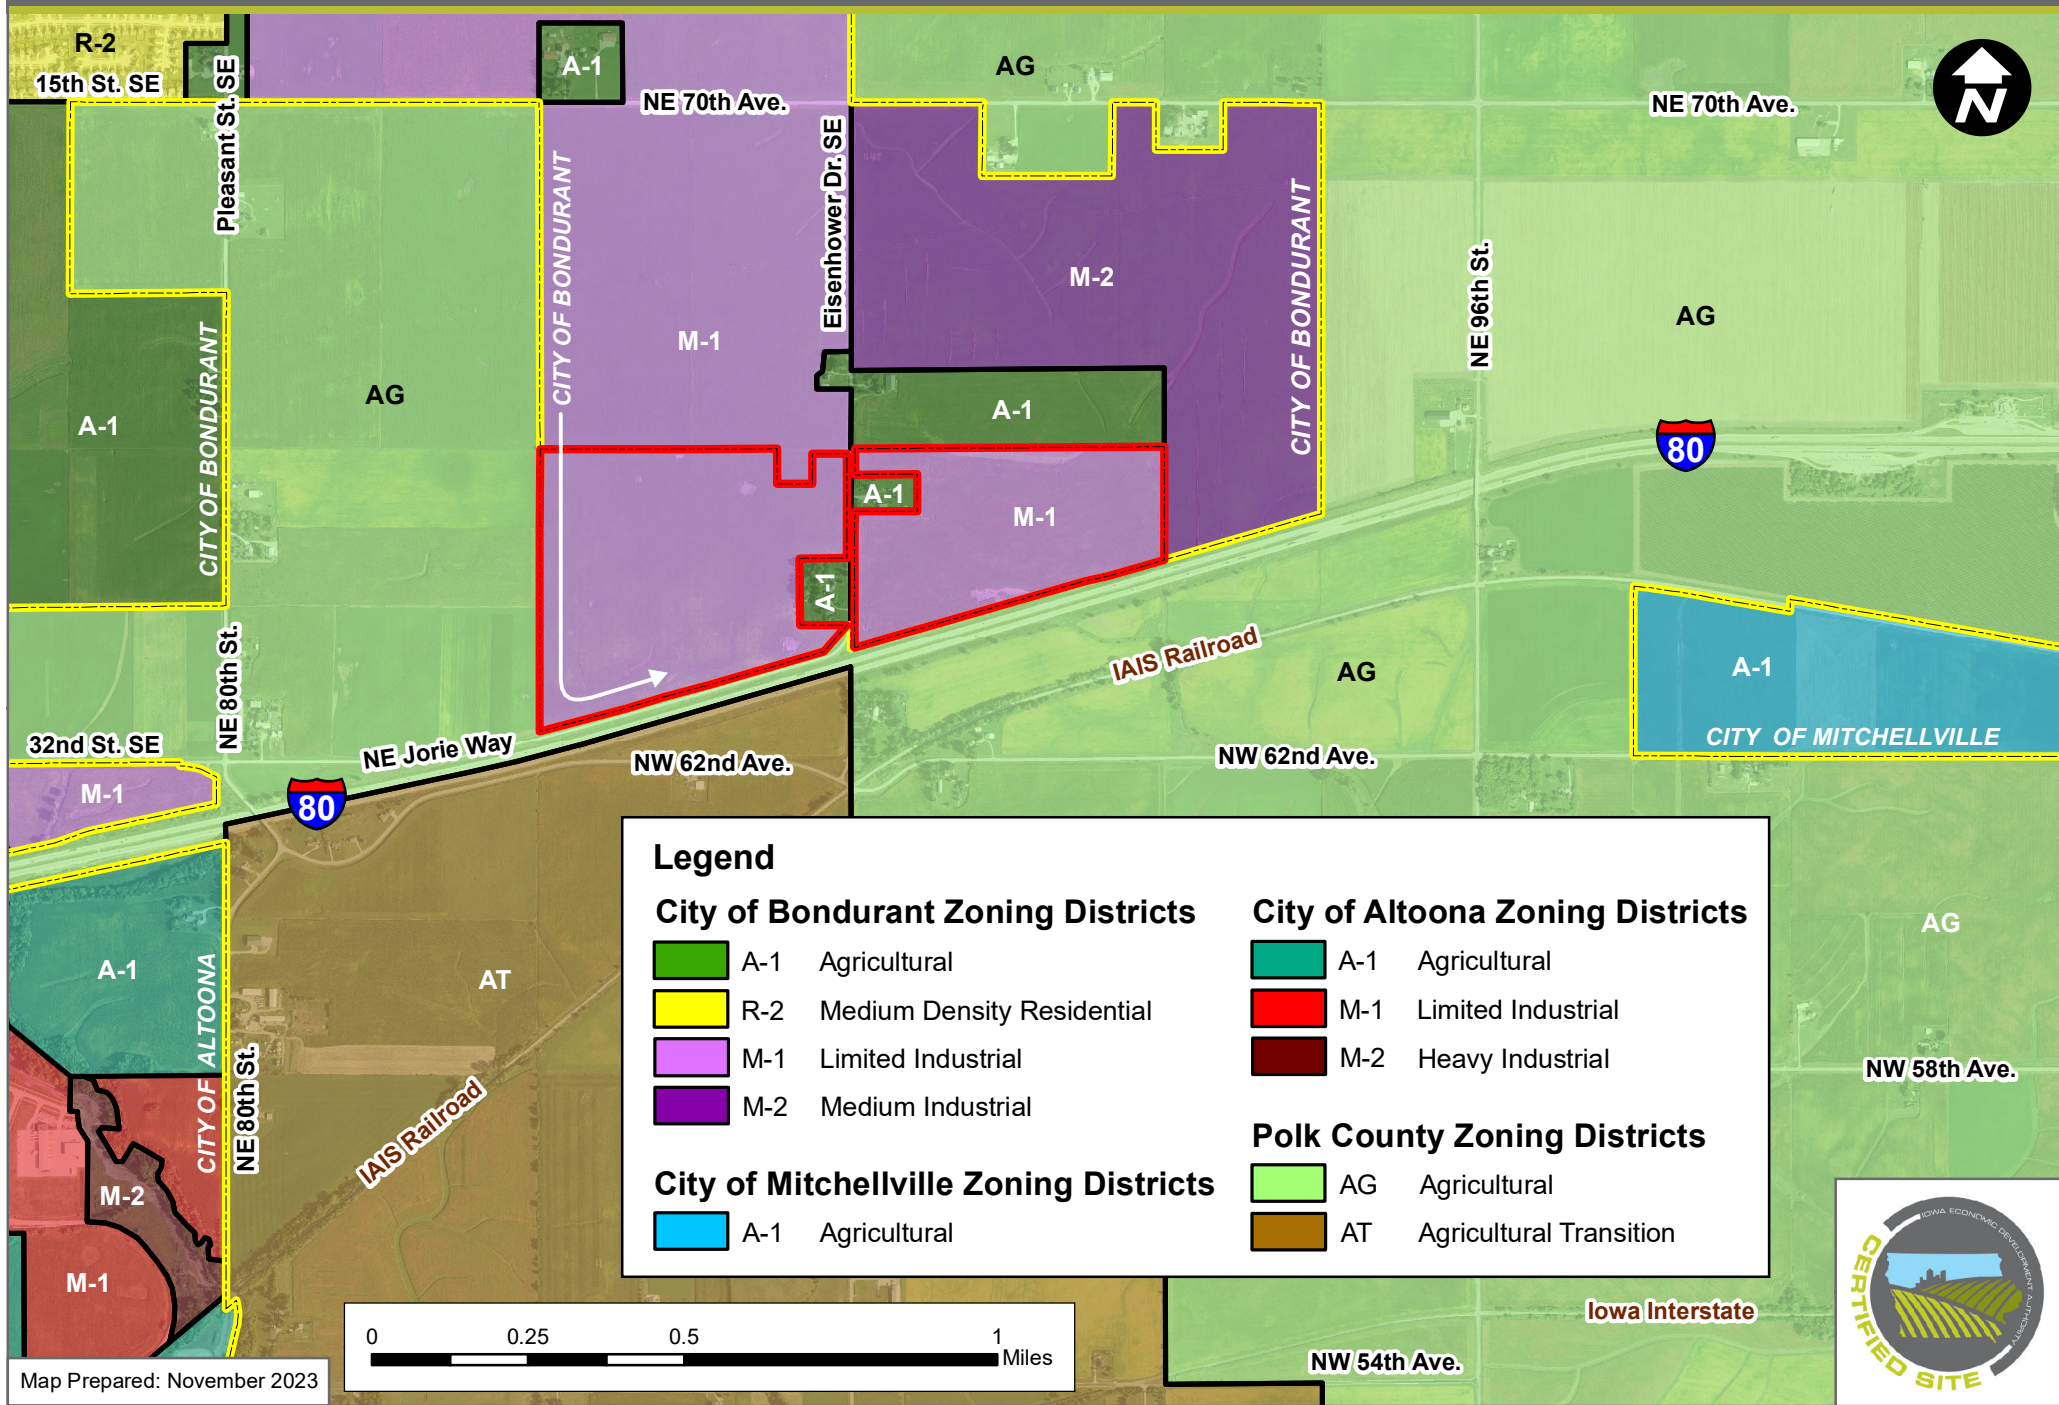 R-2
15th St. SE
Pleasant St. SE
A-1
NE 70th Ave.
AG
NE 70th Ave.
N
Eisenhower Dr. SE
CITY OF BONDURANT
M-1
M-2
CITY OF BONDURANT
NE 96th St.
AG
A-1
CITY OF BONDURANT
AG
A-1
80
A-1
M-1
A-1
IAIS Railroad
AG
A-1
CITY OF MITCHELLVILLE
NE 80th St.
32nd St. SE
NE Jorie Way
NW 62nd Ave.
NW 62nd Ave.
M-1
80
A-1
CITY OF ALTOONA
AT
NE 80th St.
IAIS Railroad
M-2
M-1
AG
NW 58th Ave.
Legend
City of Bondurant Zoning Districts
A-1 Agricultural
R-2 Medium Density Residential
M-1 Limited Industrial
M-2 Medium Industrial
City of Mitchellville Zoning Districts
A-1 Agricultural
City of Altoona Zoning Districts
A-1 Agricultural
M-1 Limited Industrial
M-2 Heavy Industrial
Polk County Zoning Districts
AG Agricultural
AT Agricultural Transition
Iowa Interstate
NW 54th Ave.
0 0.25 0.5 1
Miles
Map Prepared: November 2023
IOWA ECONOMIC DEVELOPMENT AUTHORITY
CERTIFIED SITE